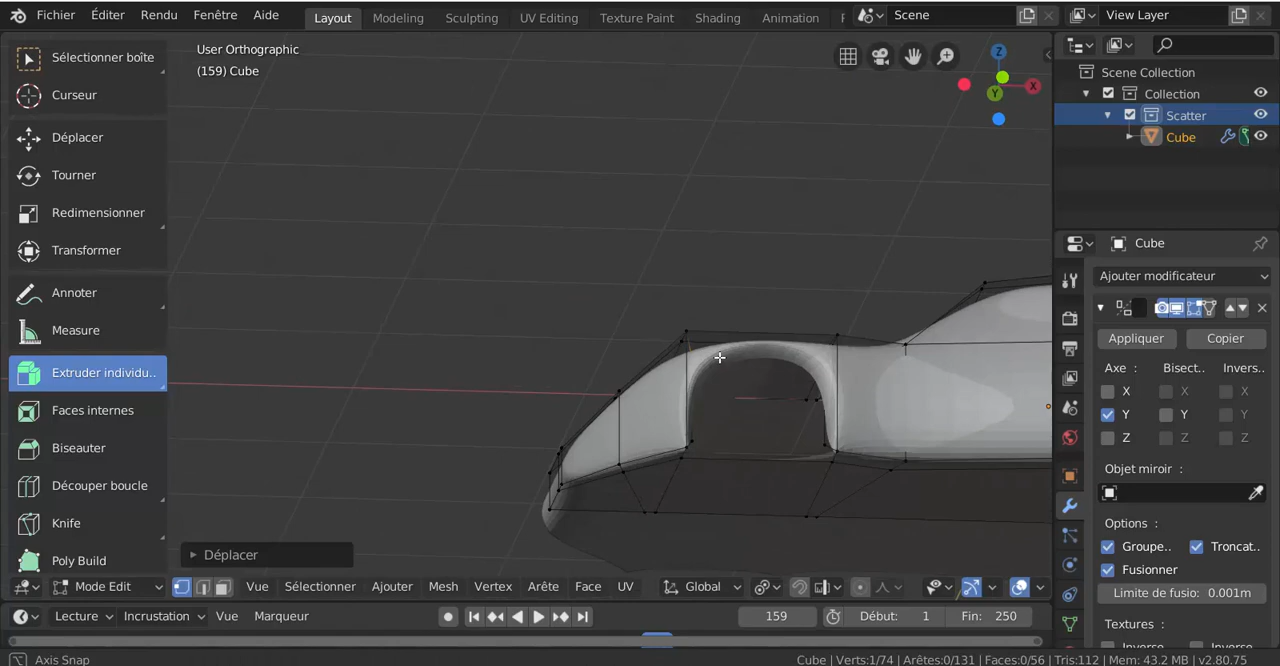 Fichier Éditer Rendu Fenêtre Aide Layout Modeling Sculpting UV Editing Texture Paint Shading Animation Scene View Layer
User Orthographic
(159) Cube
Z
X
Y
Sélectionner boîte
Curseur
Déplacer
Tourner
Redimensionner
Transformer
Annoter
Measure
Extruder individu..
Faces internes
Biseauter
Découper boucle
Knife
Poly Build
Déplacer
Scene Collection
Collection
Scatter
Cube
Cube
Ajouter modificateur
Appliquer Copier
Axe : Bisect... Invers..
X X X
Y Y Y
Z Z Z
Objet miroir :
Options :
Groupe.. Troncat..
Fusionner
Limite de fusio: 0.001m
Textures :
Inverse Inverse
Mode Edit Vue Sélectionner Ajouter Mesh Vertex Arête Face UV Global
Lecture Incrustation Vue Marqueur 159 Début: 1 Fin: 250
Axis Snap Cube | Verts:1/74 | Arêtes:0/131 | Faces:0/56 | Tris:112 | Mem: 43.2 MB | v2.80.75